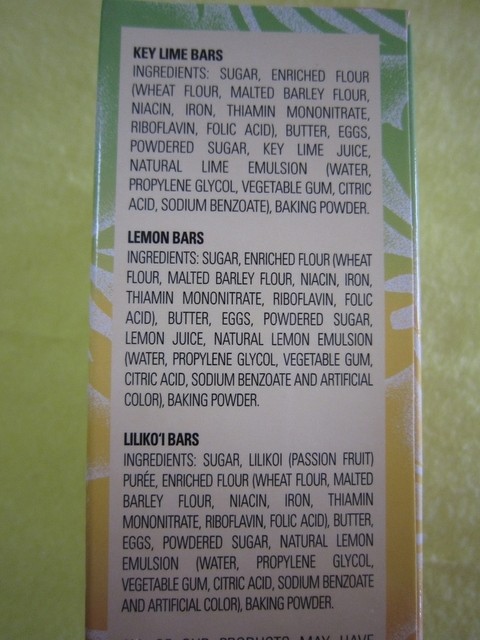 KEY LIME BARS
INGREDIENTS: SUGAR, ENRICHED FLOUR
(WHEAT FLOUR, MALTED BARLEY FLOUR,
NIACIN, IRON, THIAMIN MONONITRATE,
RIBOFLAVIN, FOLIC ACID), BUTTER, EGGS,
POWDERED SUGAR, KEY LIME JUICE,
NATURAL LIME EMULSION (WATER,
PROPYLENE GLYCOL, VEGETABLE GUM, CITRIC
ACID, SODIUM BENZOATE), BAKING POWDER.
LEMON BARS
INGREDIENTS: SUGAR, ENRICHED FLOUR (WHEAT
FLOUR, MALTED BARLEY FLOUR, NIACIN, IRON,
THIAMIN MONONITRATE, RIBOFLAVIN, FOLIC
ACID), BUTTER, EGGS, POWDERED SUGAR,
LEMON JUICE, NATURAL LEMON EMULSION
(WATER, PROPYLENE GLYCOL, VEGETABLE GUM,
CITRIC ACID, SODIUM BENZOATE AND ARTIFICIAL
COLOR), BAKING POWDER.
LILIKO'I BARS
INGREDIENTS: SUGAR, LILIKOI (PASSION FRUIT)
PURÉE, ENRICHED FLOUR (WHEAT FLOUR, MALTED
BARLEY FLOUR, NIACIN, IRON, THIAMIN
MONONITRATE, RIBOFLAVIN, FOLIC ACID), BUTTER,
EGGS, POWDERED SUGAR, NATURAL LEMON
EMULSION (WATER, PROPYLENE GLYCOL,
VEGETABLE GUM, CITRIC ACID, SODIUM BENZOATE
AND ARTIFICIAL COLOR), BAKING POWDER.
OF OUR PRODUCTS MAY HAVE